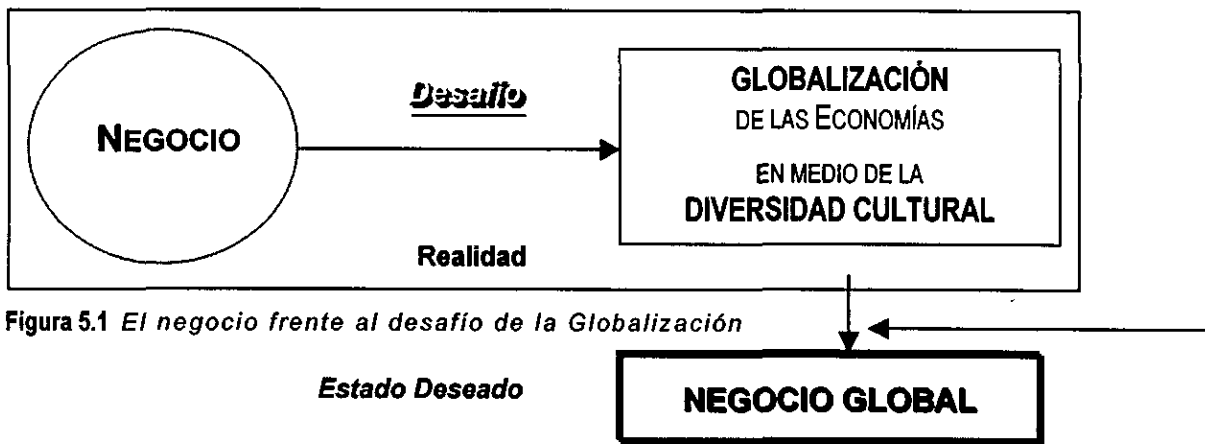 NEGOCIO
Desafío
GLOBALIZACIÓN
DE LAS ECONOMÍAS
EN MEDIO DE LA
DIVERSIDAD CULTURAL
Realidad
Figura 5.1 El negocio frente al desafío de la Globalización
Estado Deseado
NEGOCIO GLOBAL